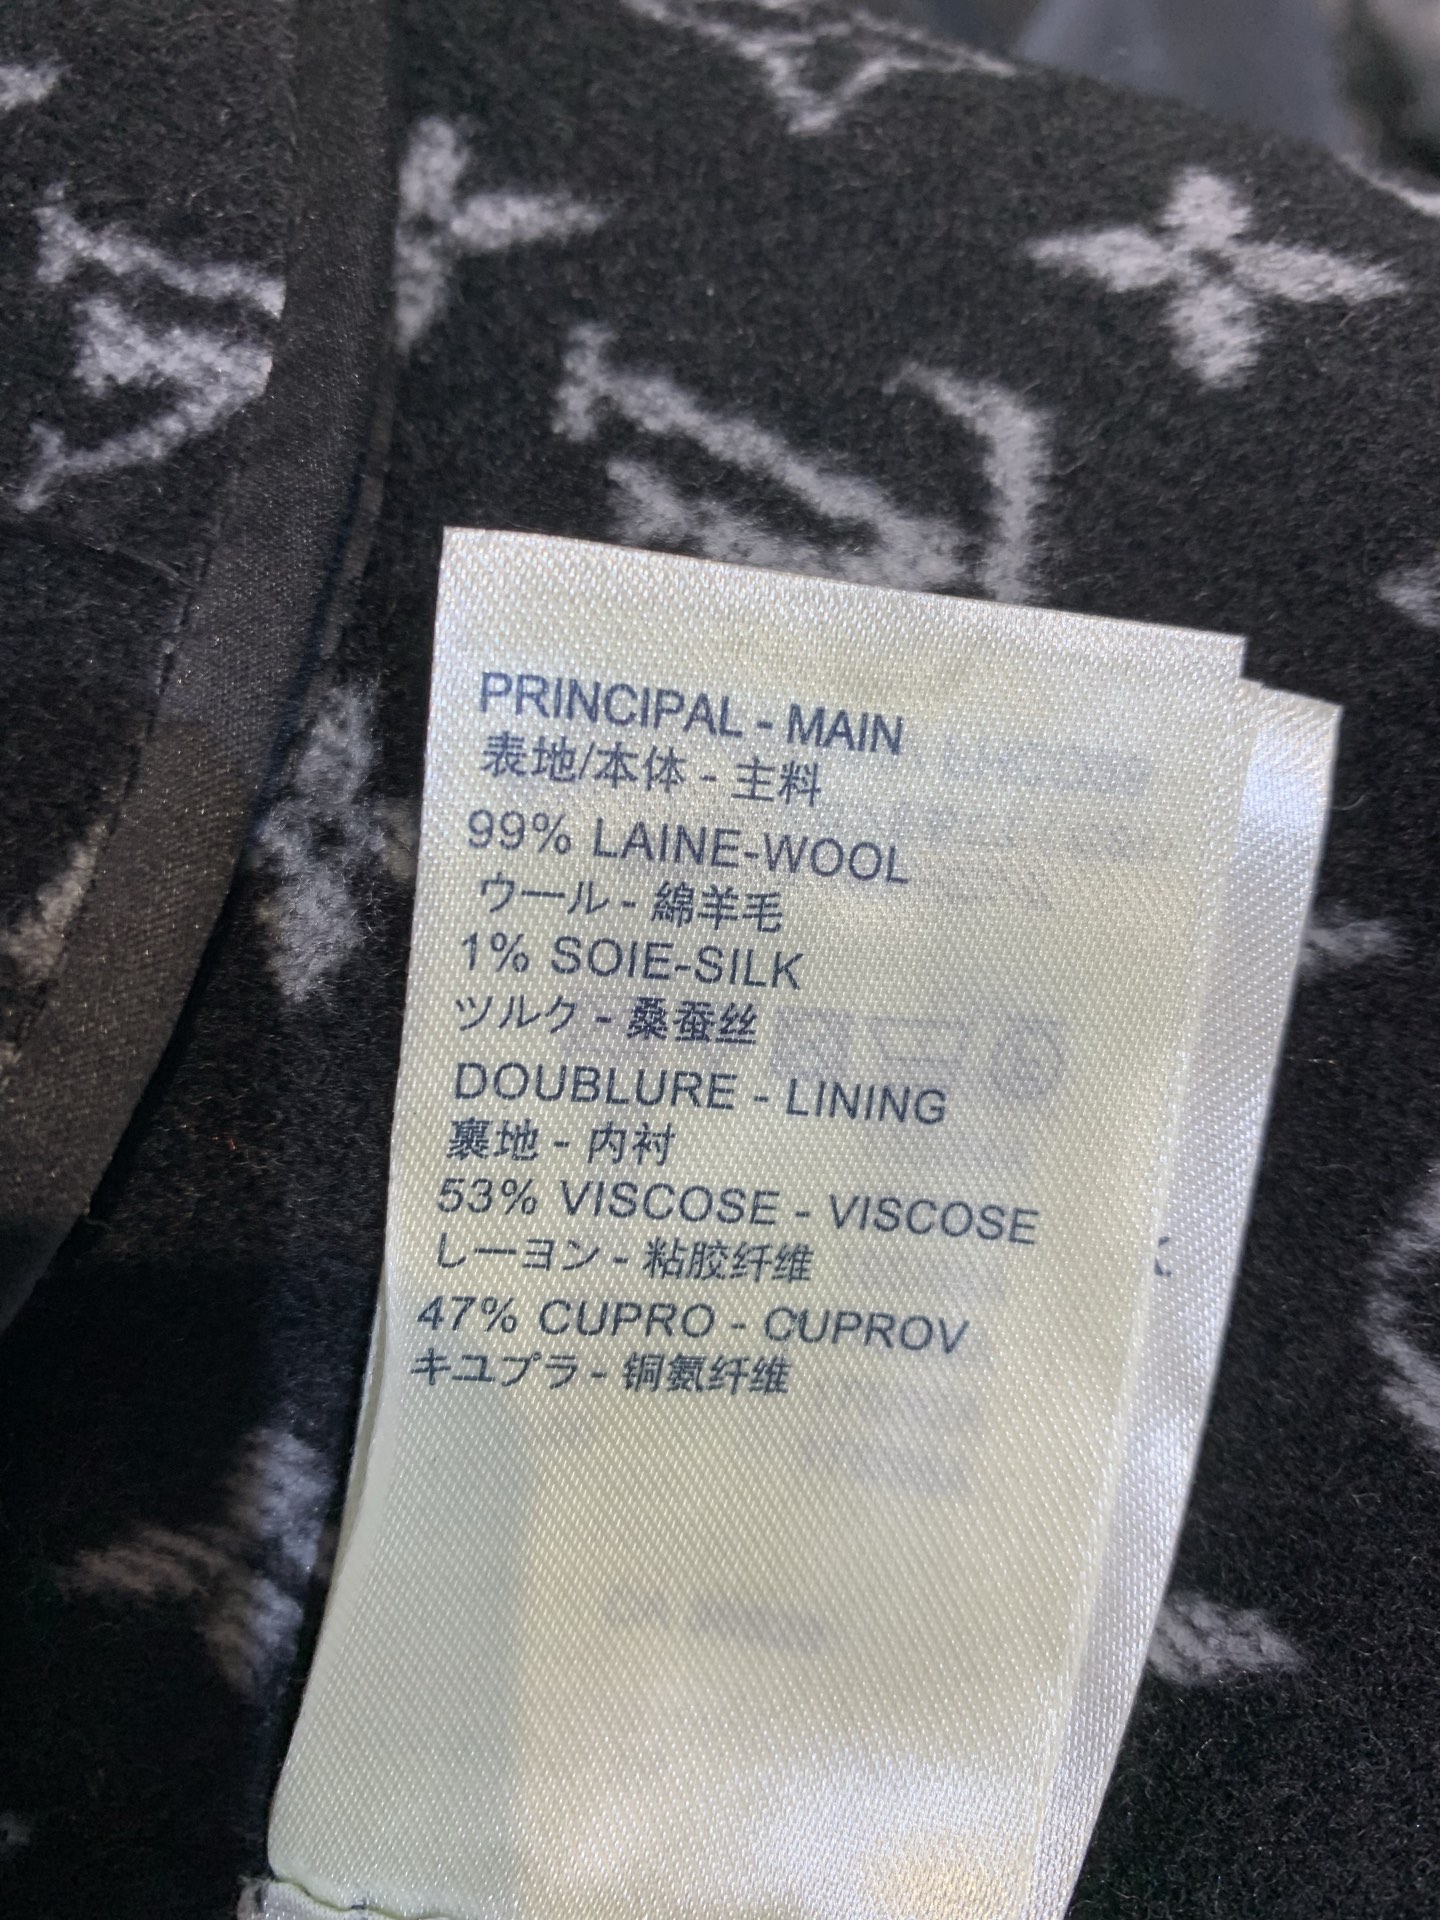 PRINCIPAL - MAIN
表地/本体 - 主料
99% LAINE-WOOL
ウール - 綿羊毛
1% SOIE-SILK
ツルク - 桑蚕丝
DOUBLURE - LINING
裏地 - 内衬
53% VISCOSE - VISCOSE
レーヨン - 粘胶纤维
47% CUPRO - CUPROV
キユプラ - 铜氨纤维
K